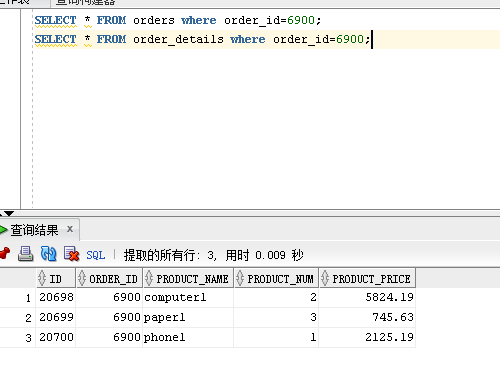 查询构建器
SELECT * FROM orders where order_id=6900;
SELECT * FROM order_details where order_id=6900;
查询结果 x
SQL | 提取的所有行: 3, 用时 0.009 秒
ID ORDER_ID PRODUCT_NAME PRODUCT_NUM PRODUCT_PRICE
1 20698 6900 computer1 2 5824.19
2 20699 6900 paper1 3 745.63
3 20700 6900 phone1 1 2125.19